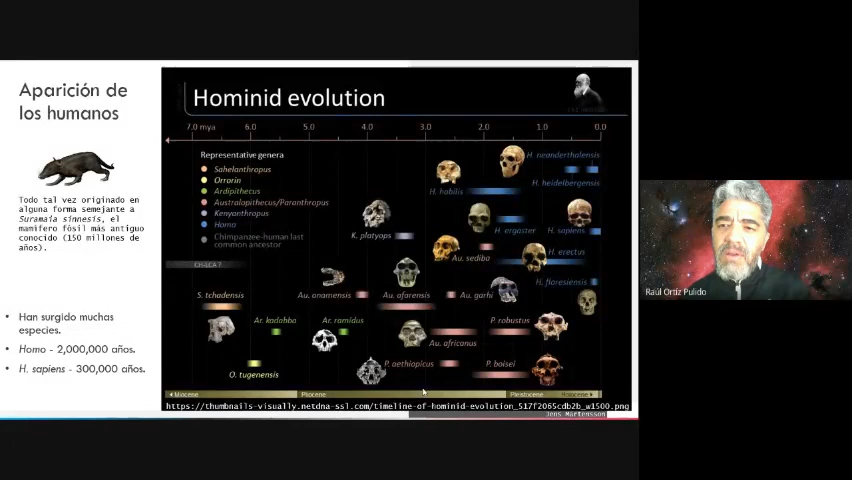 Aparición de
los humanos
Todo tal vez originado en
alguna forma semejante a
Suramaia sinnesis, el
mamífero fósil más antiguo
conocido (150 millones de
años).
• Han surgido muchas
especies.
• Homo - 2,000,000 años.
• H. sapiens - 300,000 años.
Hominid evolution
7.0 mya 6.0 5.0 4.0 3.0 2.0 1.0 0.0
Representative genera
Sahelanthropus
Orrorin
Ardipithecus
Australopithecus/Paranthropus
Kenyanthropus
Homo
Chimpanzee-human last
common ancestor
CH-LCA ?
H. neanderthalensis
H. heidelbergensis
H. habilis
H. ergaster
H. sapiens
K. platyops
H. erectus
Au. sediba
H. floresiensis
S. tchadensis
Au. anamensis
Au. afarensis
Au. garhi
Ar. kadabba
Ar. ramidus
P. robustus
Au. africanus
P. aethiopicus
P. boisei
O. tugenensis
Miocene
Pliocene
Pleistocene
Holocene
https://thumbnails-visually.netdna-ssl.com/timeline-of-hominid-evolution_517f2065cdb2b_w1500.png
Jens Martensson
Raúl Ortíz Pulido